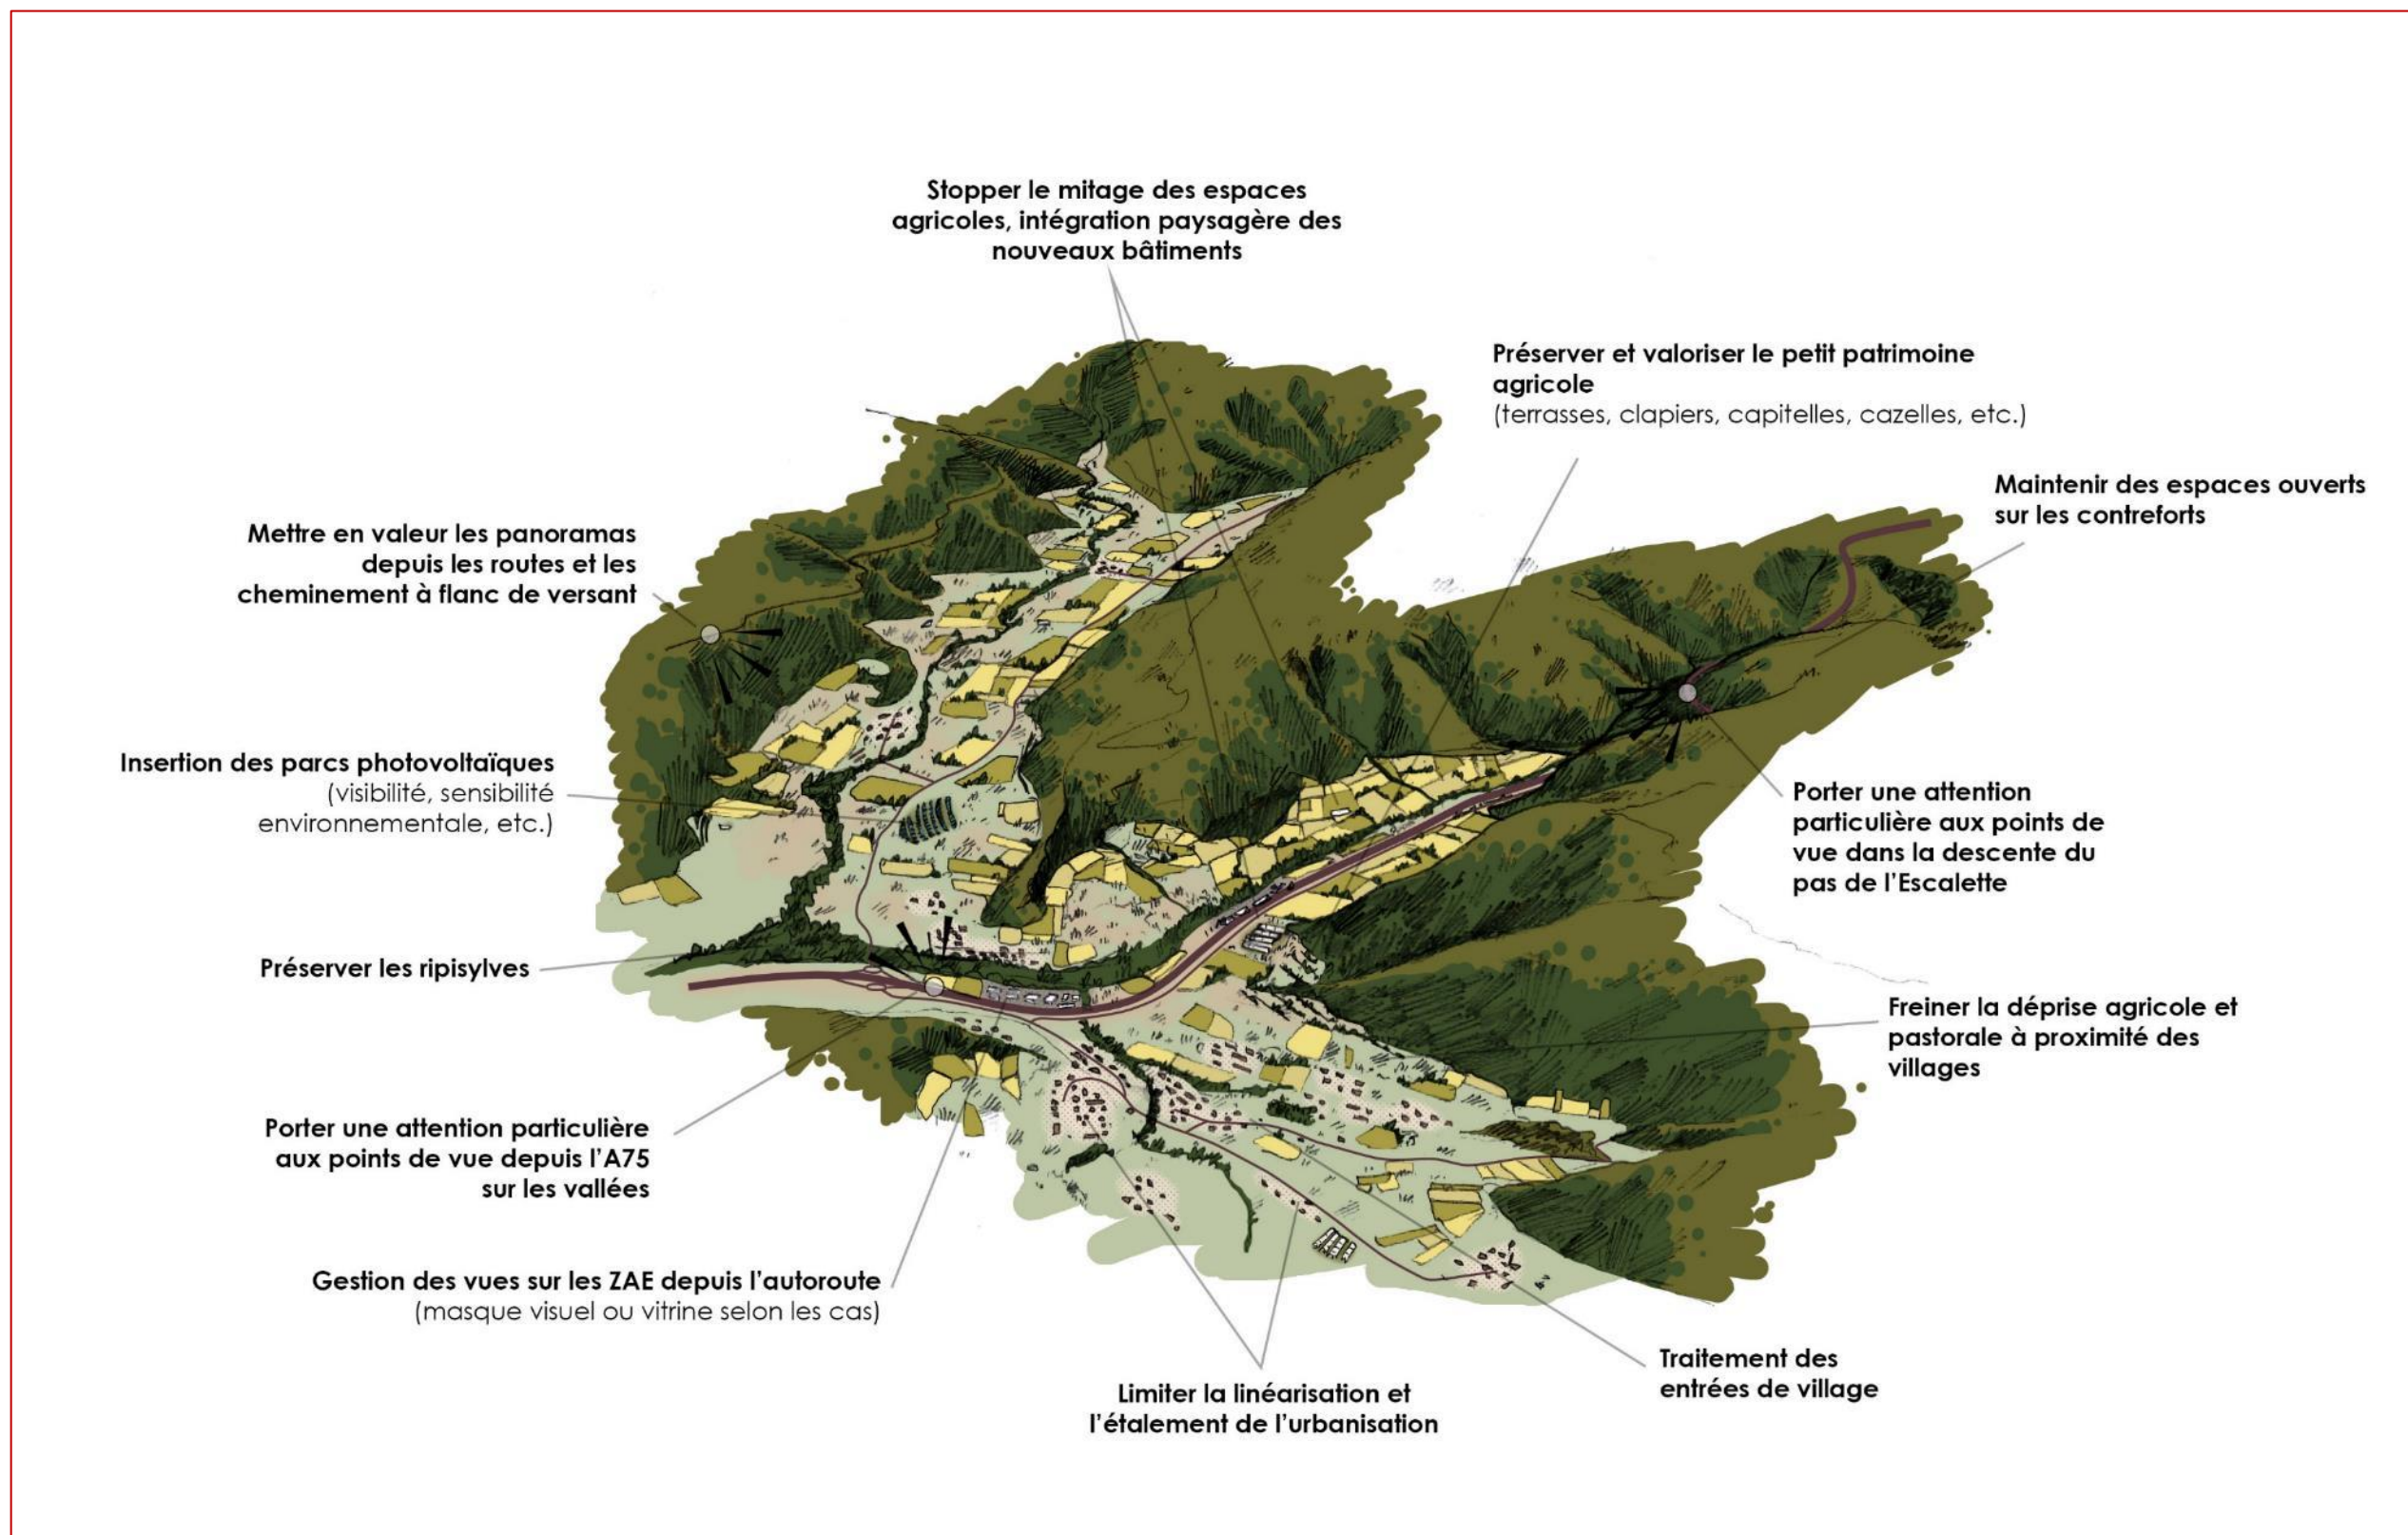 Stopper le mitage des espaces
agricoles, intégration paysagère des
nouveaux bâtiments
Préserver et valoriser le petit patrimoine
agricole
(terrasses, clapiers, capitelles, cazelles, etc.)
Maintenir des espaces ouverts
sur les contreforts
Mettre en valeur les panoramas
depuis les routes et les
cheminement à flanc de versant
Insertion des parcs photovoltaïques
(visibilité, sensibilité
environnementale, etc.)
Porter une attention
particulière aux points de
vue dans la descente du
pas de l'Escalette
Préserver les ripisylves
Freiner la déprise agricole et
pastorale à proximité des
villages
Porter une attention particulière
aux points de vue depuis l'A75
sur les vallées
Gestion des vues sur les ZAE depuis l'autoroute
(masque visuel ou vitrine selon les cas)
Traitement des
entrées de village
Limiter la linéarisation et
l'étalement de l'urbanisation